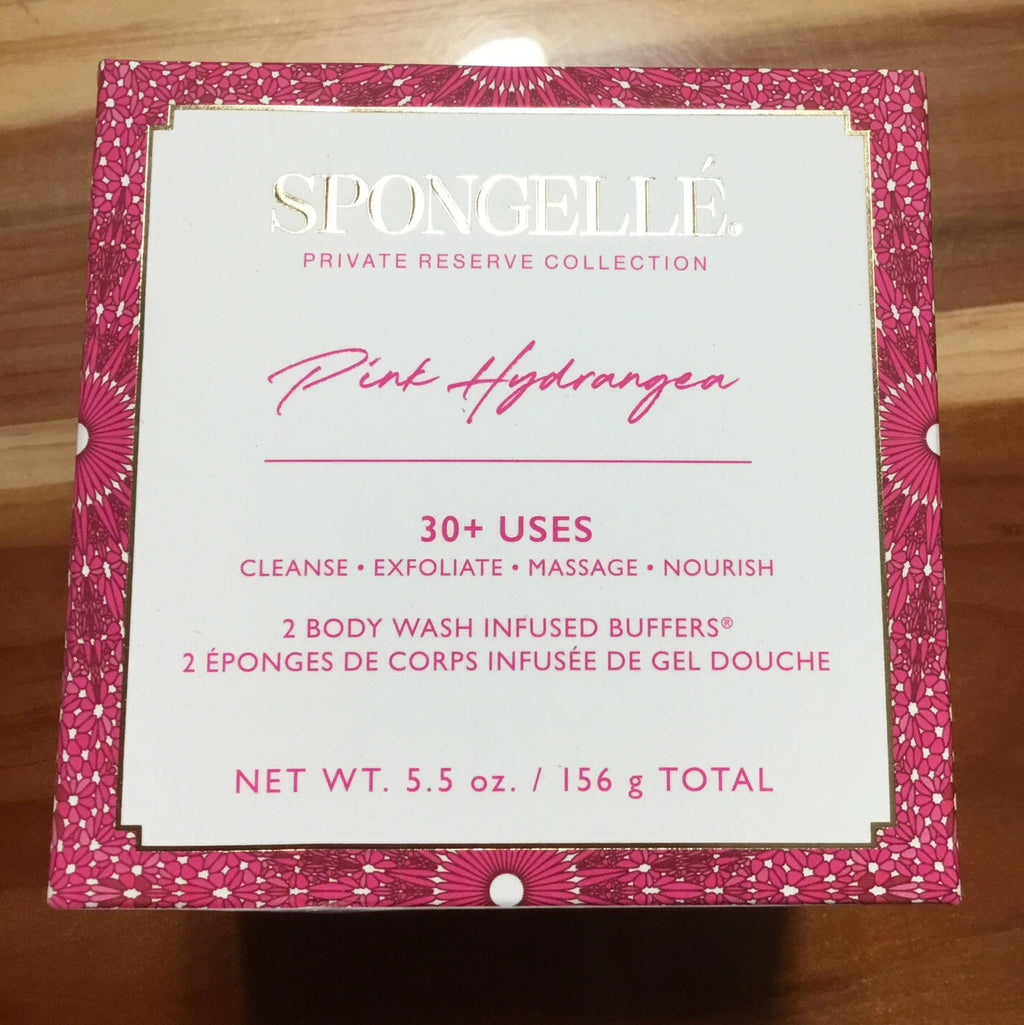 SPONGELLÉ®
PRIVATE RESERVE COLLECTION
Pink Hydrangea
30+ USES
CLEANSE • EXFOLIATE • MASSAGE • NOURISH
2 BODY WASH INFUSED BUFFERS®
2 ÉPONGES DE CORPS INFUSÉE DE GEL DOUCHE
NET WT. 5.5 oz. / 156 g TOTAL